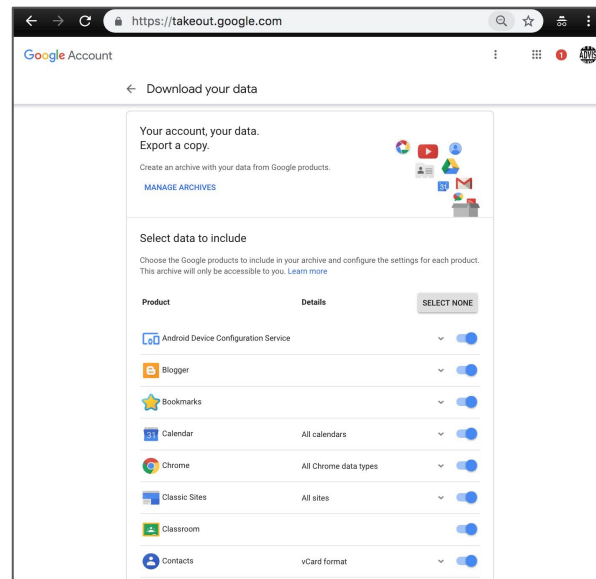 https://takeout.google.com
Google Account
1
ADVIS
← Download your data
Your account, your data.
Export a copy.
Create an archive with your data from Google products.
MANAGE ARCHIVES
31
Select data to include
Choose the Google products to include in your archive and configure the settings for each product.
This archive will only be accessible to you. Learn more
Product Details SELECT NONE
Android Device Configuration Service
Blogger
Bookmarks
31 Calendar All calendars
Chrome All Chrome data types
Classic Sites All sites
Classroom
Contacts vCard format